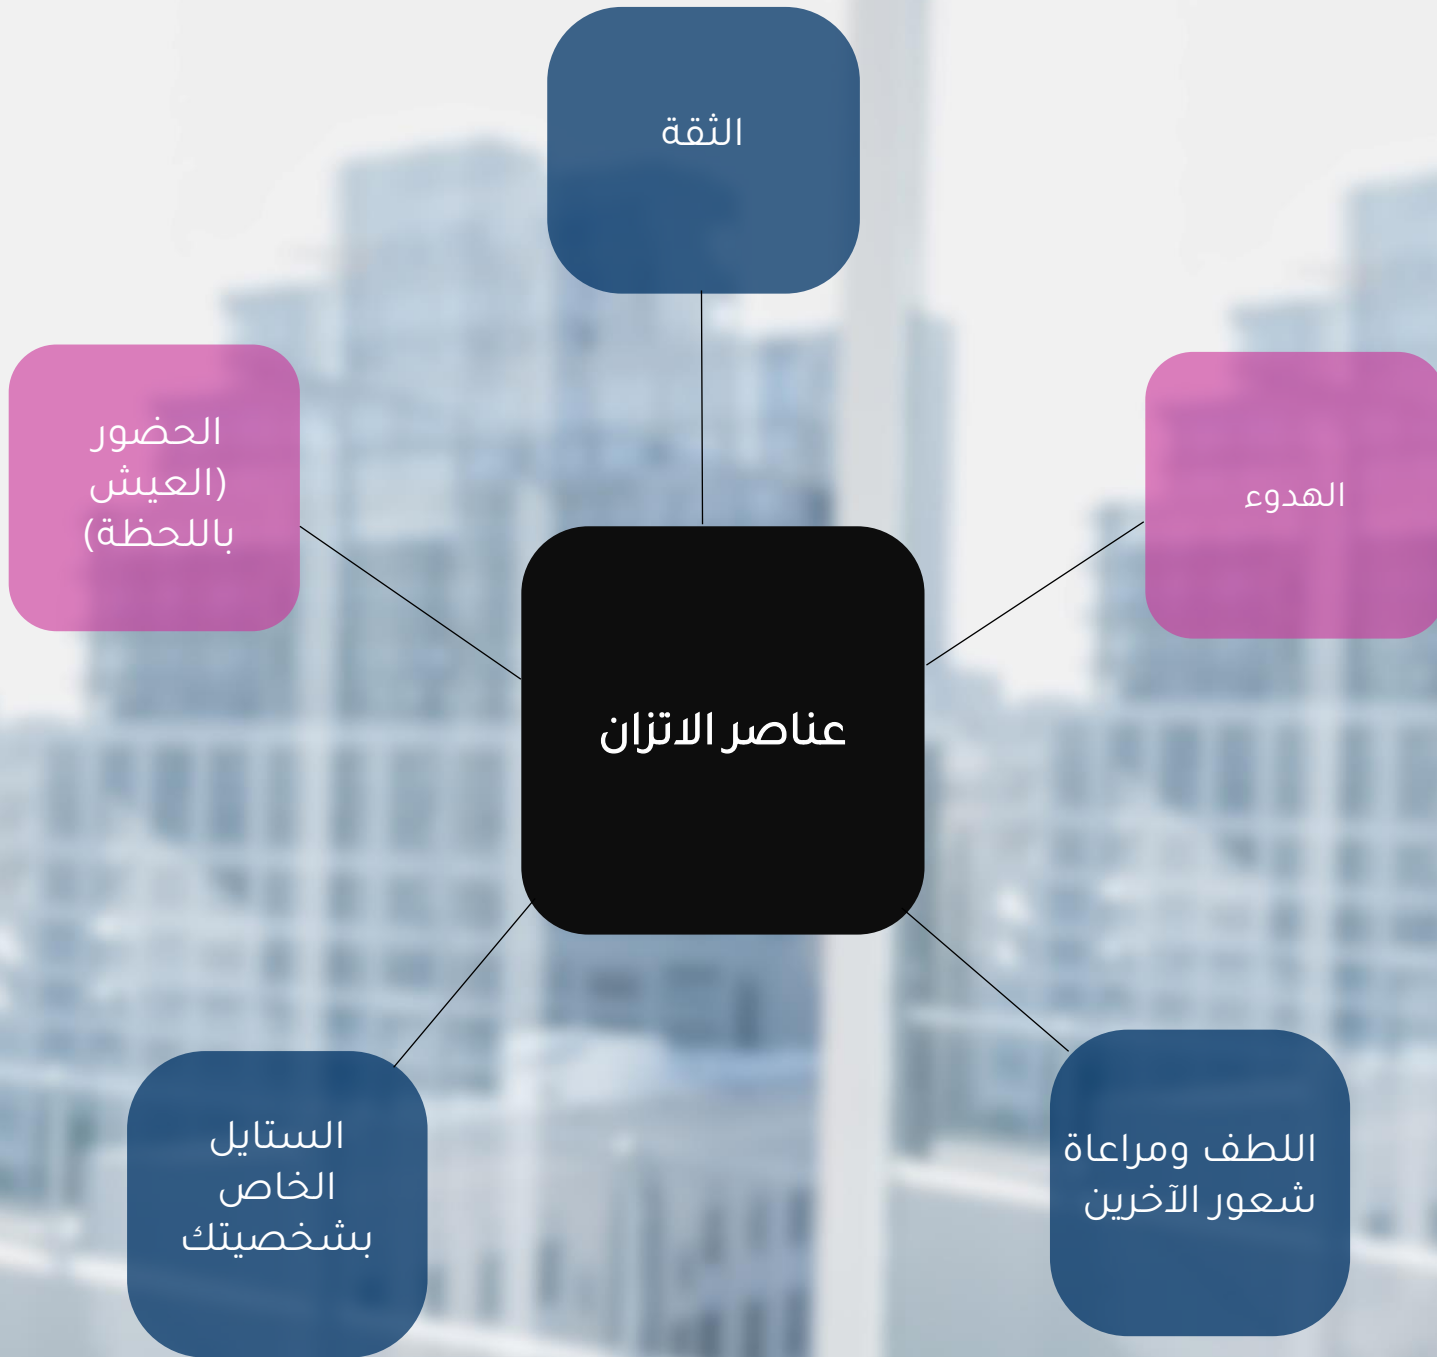 الثقة
الهدوء
الحضور
(العيش
باللحظة)
عناصر الاتزان
اللطف ومراعاة
شعور الآخرين
الستايل
الخاص
بشخصيتك